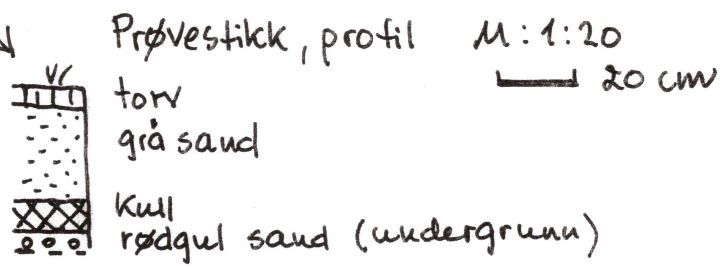 Prøvestikk, profil M:1:20
20 cm
torv
grå sand
Kull
rødgul sand (undergrunn)